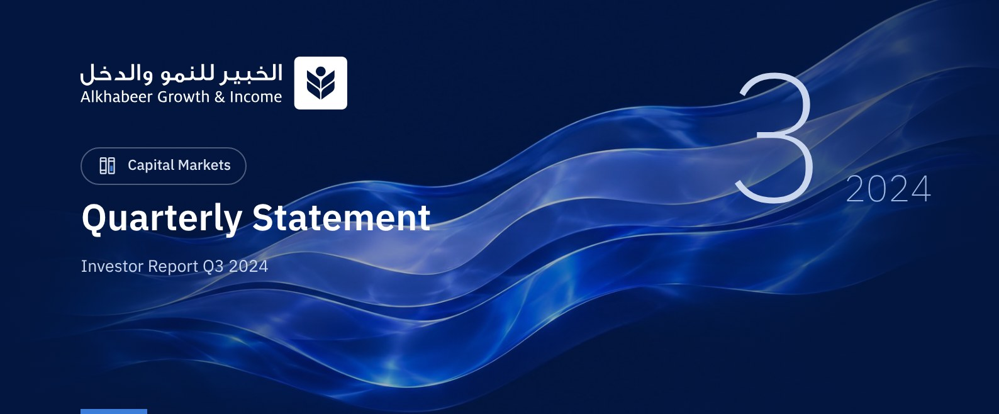 الخبير للنمو والدخل
Alkhabeer Growth & Income
Capital Markets
Quarterly Statement
Investor Report Q3 2024
3
2024